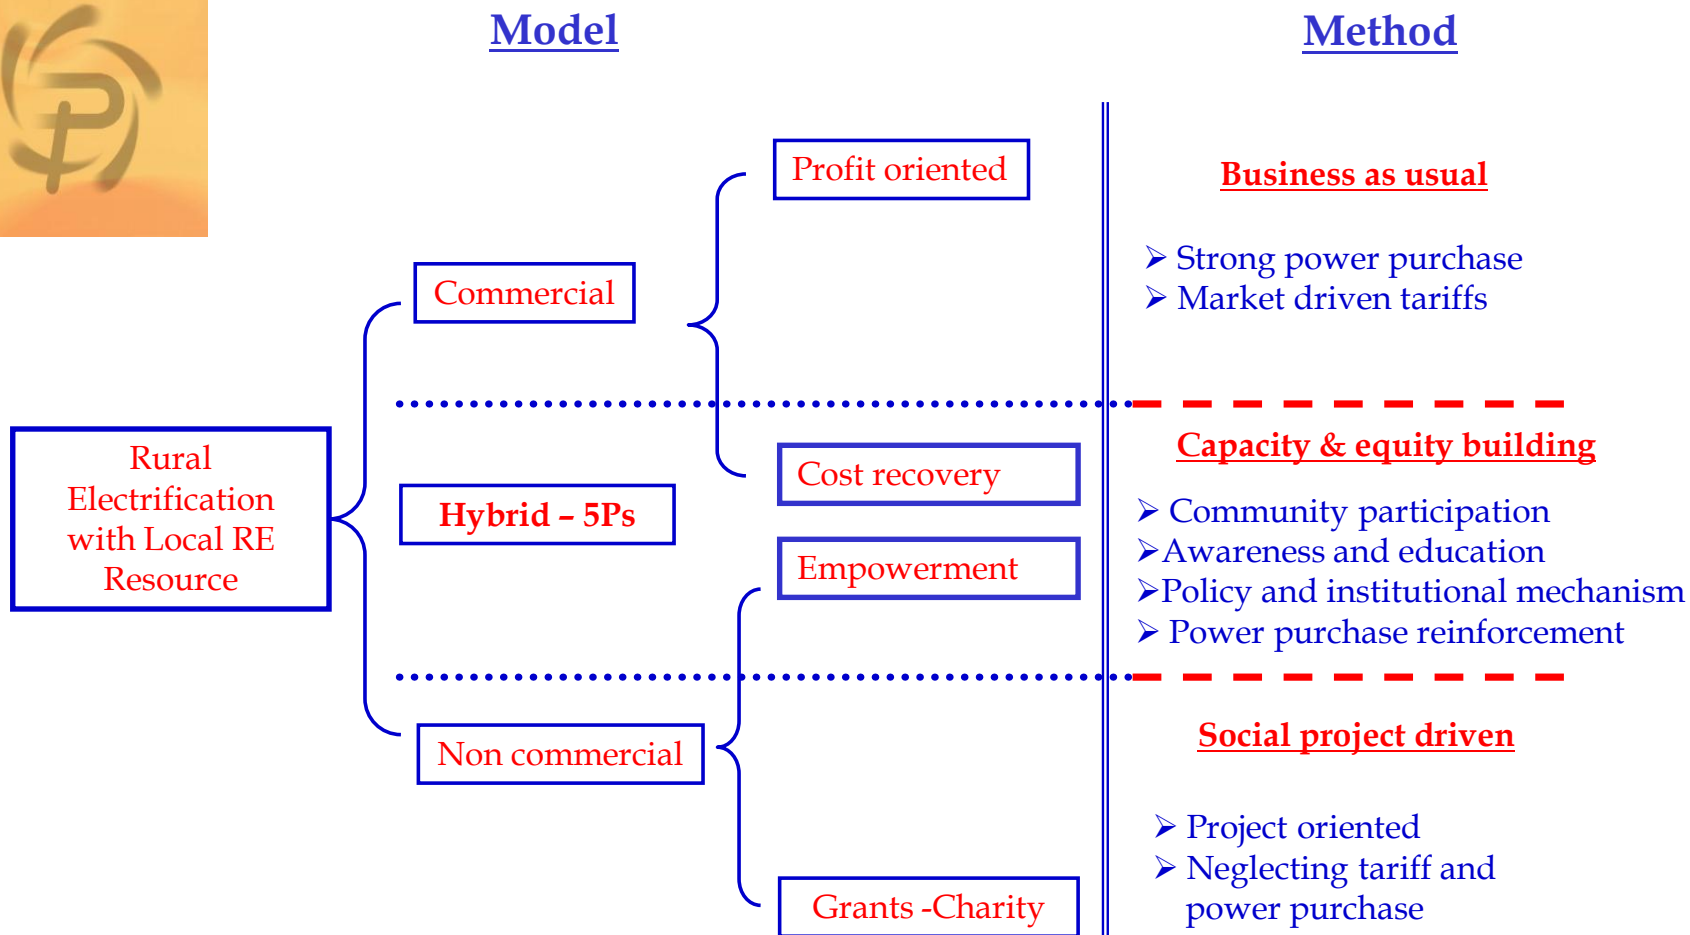 Model
Method
Profit oriented
Business as usual
Commercial
➢ Strong power purchase
➢ Market driven tariffs
Rural
Electrification
with Local RE
Resource
Hybrid – 5Ps
Cost recovery
Empowerment
Capacity & equity building
➢ Community participation
➢Awareness and education
➢Policy and institutional mechanism
➢ Power purchase reinforcement
Non commercial
Grants -Charity
Social project driven
➢ Project oriented
➢ Neglecting tariff and
power purchase